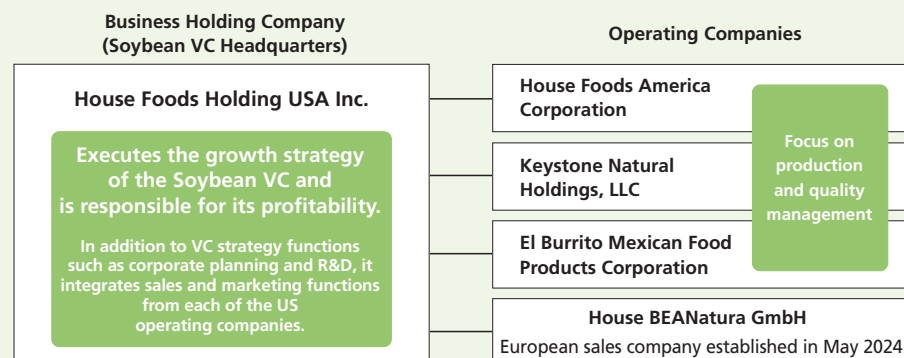 Business Holding Company
(Soybean VC Headquarters)
House Foods Holding USA Inc.
Executes the growth strategy
of the Soybean VC and
is responsible for its profitability.
In addition to VC strategy functions
such as corporate planning and R&D, it
integrates sales and marketing functions
from each of the US
operating companies.
Operating Companies
House Foods America
Corporation
Keystone Natural
Holdings, LLC
El Burrito Mexican Food
Products Corporation
Focus on
production
and quality
management
House BEANatura GmbH
European sales company established in May 2024